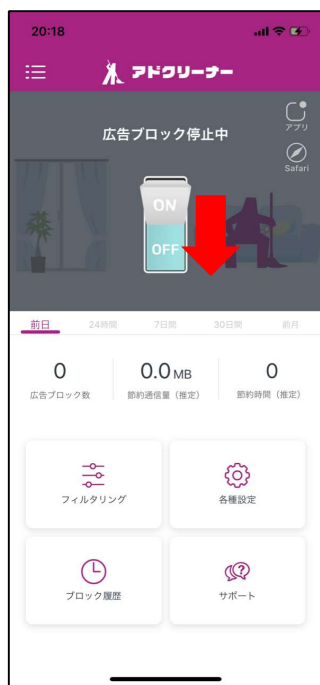 20:18
アドクリーナー
アプリ
広告ブロック停止中
Safari
ON
OFF
前日 24時間 7日間 30日間 前月
0 0.0 MB 0
広告ブロック数 節約通信量（推定） 節約時間（推定）
フィルタリング 各種設定
ブロック履歴 サポート